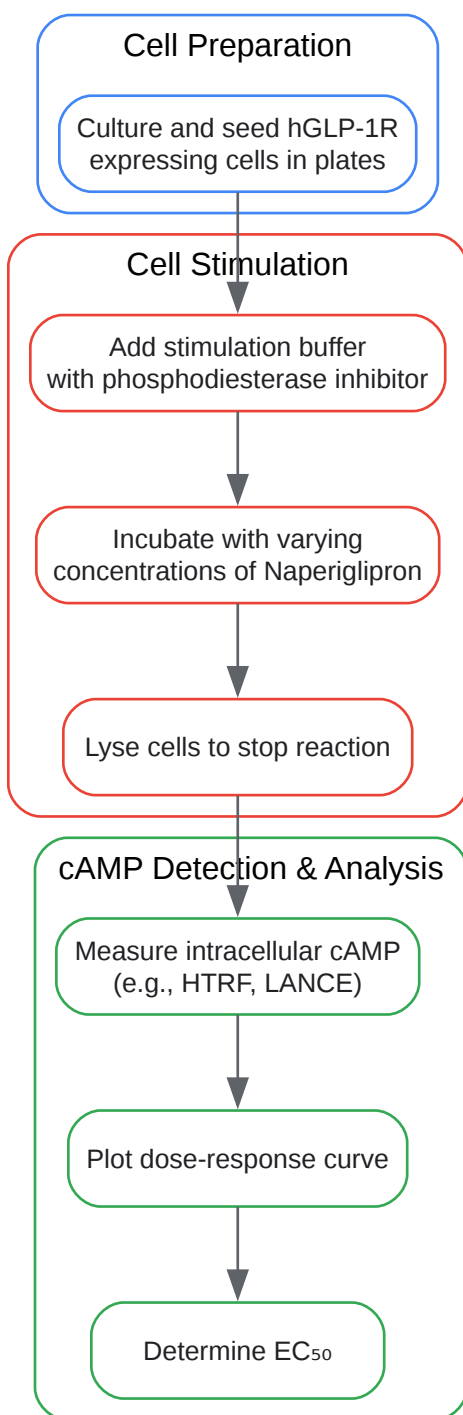 Cell Preparation
Culture and seed hGLP-1R
expressing cells in plates
Cell Stimulation
Add stimulation buffer
with phosphodiesterase inhibitor
Incubate with varying
concentrations of Naperiglipron
Lyse cells to stop reaction
cAMP Detection & Analysis
Measure intracellular cAMP
(e.g., HTRF, LANCE)
Plot dose-response curve
Determine EC₅₀